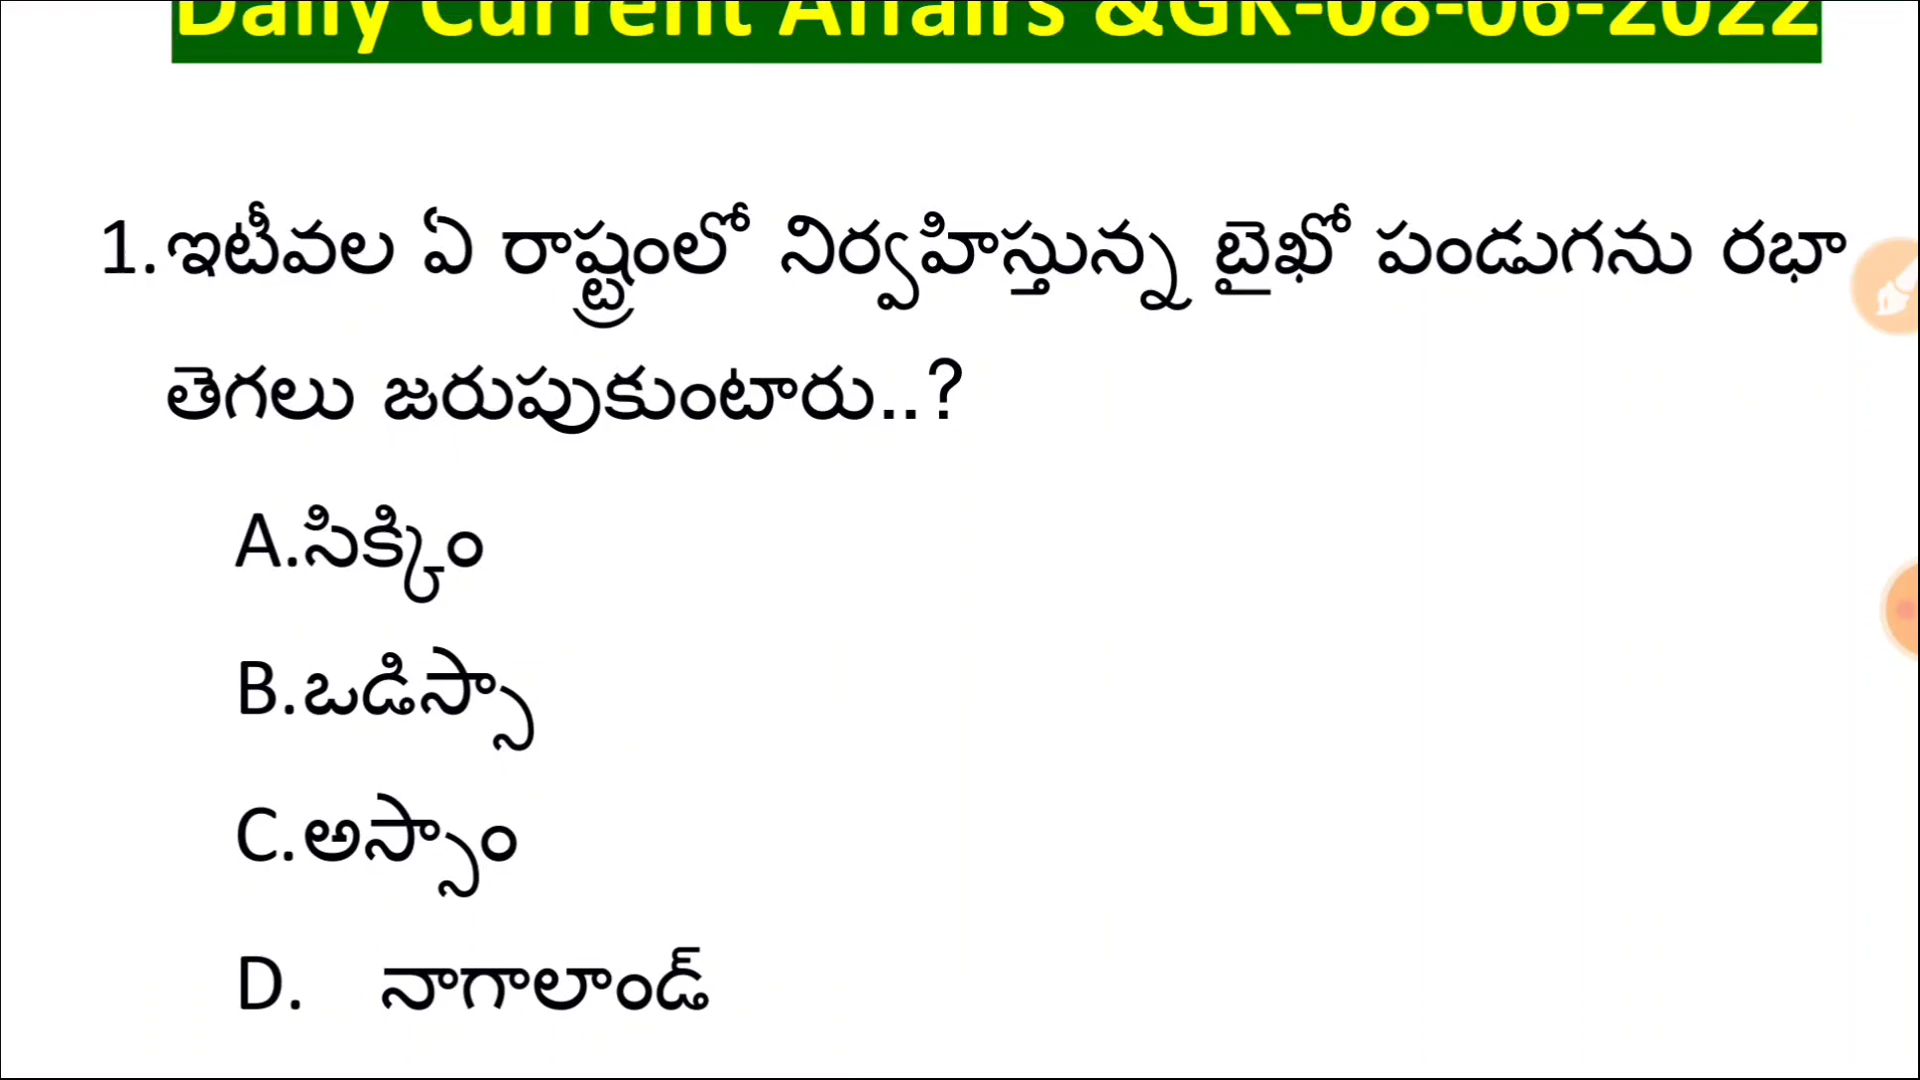 Daily Current Affairs &GK-08-06-2022
1.ఇటీవల ఏ రాష్ట్రంలో నిర్వహిస్తున్న బైఖో పండుగను రభా
తెగలు జరుపుకుంటారు..?
A.సిక్కిం
B.ఒడిస్సా
C.అస్సాం
D. నాగాలాండ్